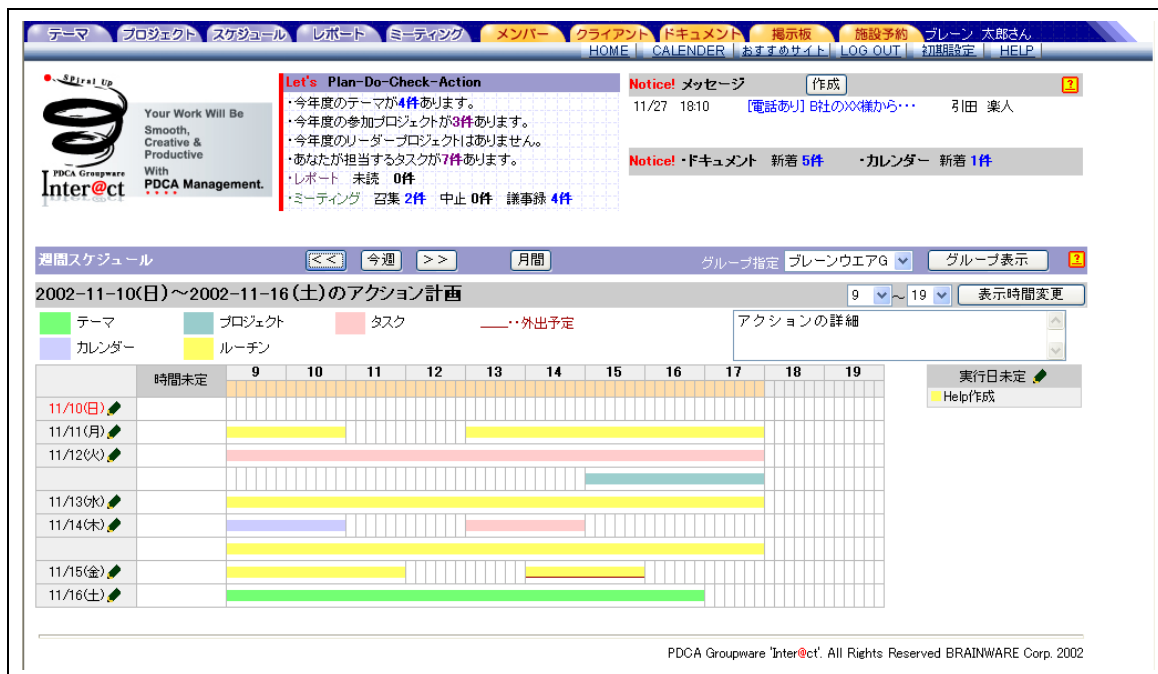 テーマ プロジェクト スケジュール レポート ミーティング メンバー クライアント ドキュメント 掲示板 施設予約 ブレーン 太郎さん
HOME | CALENDER | おすすめサイト | LOG OUT | 初期設定 | HELP |
Spiral Up
Your Work Will Be
Smooth,
Creative &
Productive
With
PDCA Management.
PDCA Groupware
Inter@ct
Let's Plan-Do-Check-Action
・今年度のテーマが4件あります。
・今年度の参加プロジェクトが3件あります。
・今年度のリーダープロジェクトはありません。
・あなたが担当するタスクが7件あります。
・レポート 未読 0件
・ミーティング 召集 2件 中止 0件 議事録 4件
Notice! メッセージ 作成 ?
11/27 18:10 [電話あり] B社のXX様から・・・ 引田 楽人
Notice! ・ドキュメント 新着 5件 ・カレンダー 新着 1件
週間スケジュール << 今週 >> 月間 グループ指定 ブレーンウエアG グループ表示 ?
2002-11-10(日)～2002-11-16(土)のアクション計画 9 ～ 19 表示時間変更
テーマ プロジェクト タスク ＿＿・・外出予定 アクションの詳細
カレンダー ルーチン
時間未定 9 10 11 12 13 14 15 16 17 18 19 実行日未定
Help作成
11/10(日)
11/11(月)
11/12(火)
11/13(水)
11/14(木)
11/15(金)
11/16(土)
PDCA Groupware 'Inter@ct'. All Rights Reserved BRAINWARE Corp. 2002